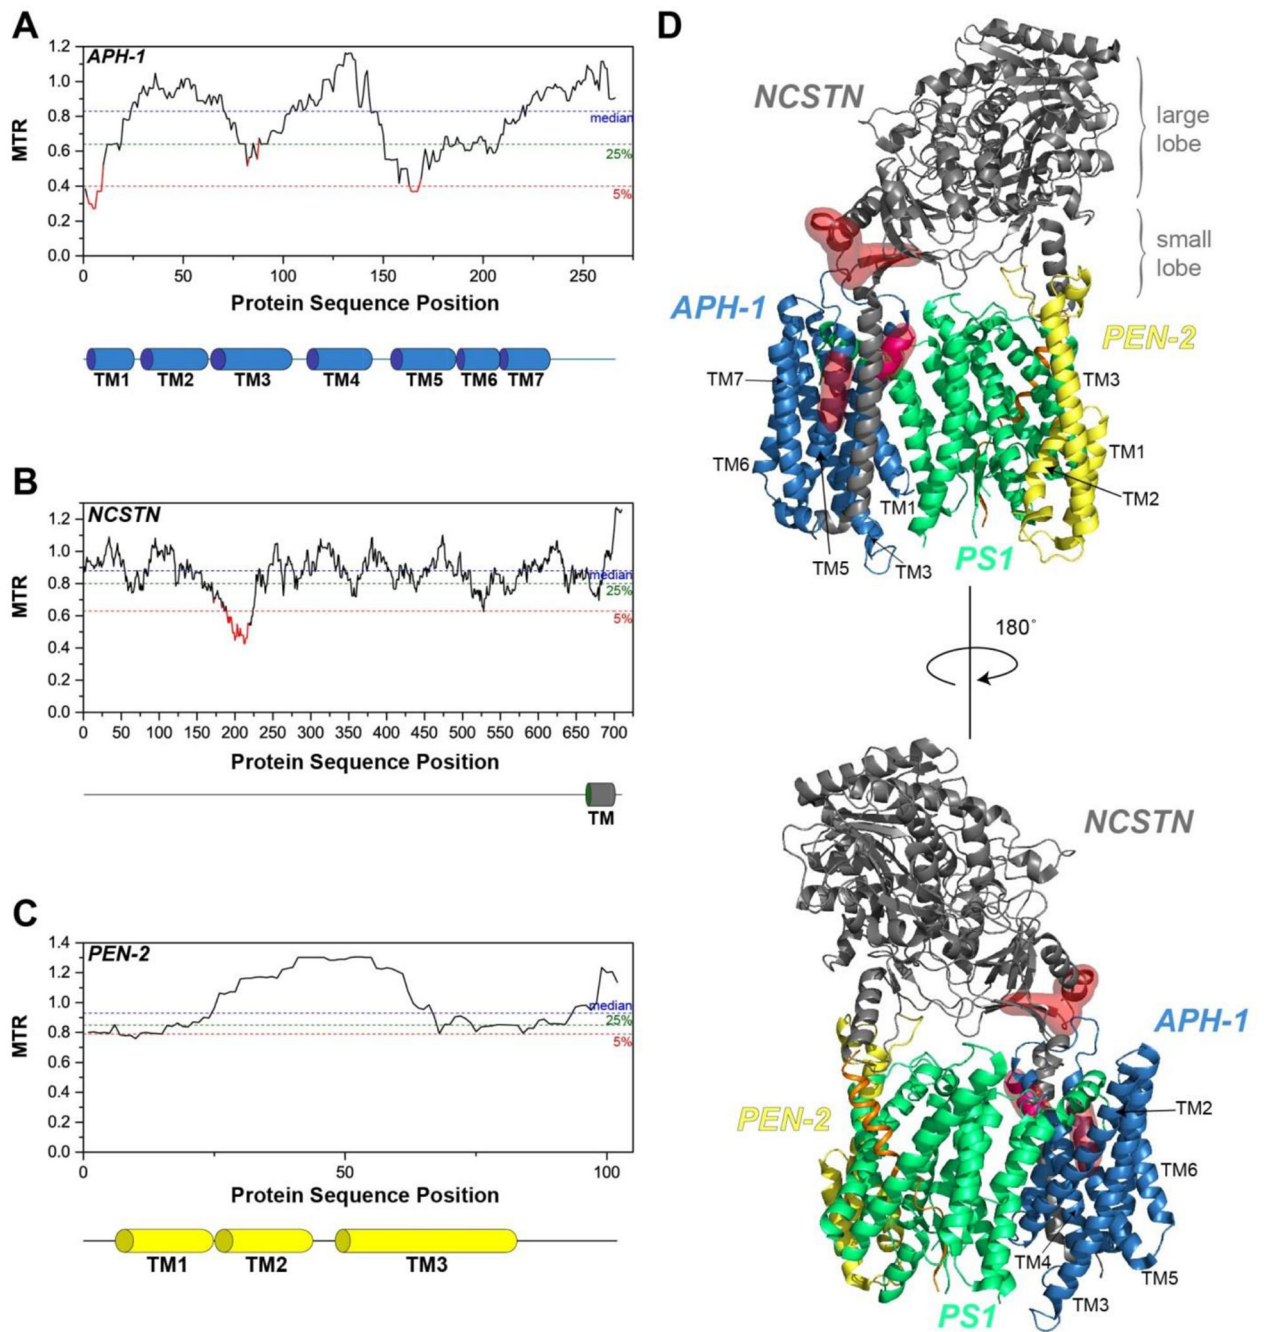 A
APH-1
MTR
1.2
1.0
0.8
0.6
0.4
0.2
0.0
median
25%
5%
0 50 100 150 200 250
Protein Sequence Position
TM1 TM2 TM3 TM4 TM5 TM6 TM7
B
NCSTN
MTR
1.2
1.0
0.8
0.6
0.4
0.2
0.0
median
25%
5%
0 50 100 150 200 250 300 350 400 450 500 550 600 650 700
Protein Sequence Position
TM
C
PEN-2
MTR
1.4
1.2
1.0
0.8
0.6
0.4
0.2
0.0
median
25%
5%
0 50 100
Protein Sequence Position
TM1 TM2 TM3
D
NCSTN
large
lobe
small
lobe
APH-1
PEN-2
TM7
TM3
TM6
TM1
TM2
TM1
TM5
TM3
PS1
180°
NCSTN
APH-1
PEN-2
TM2
TM6
TM4
TM5
TM3
PS1